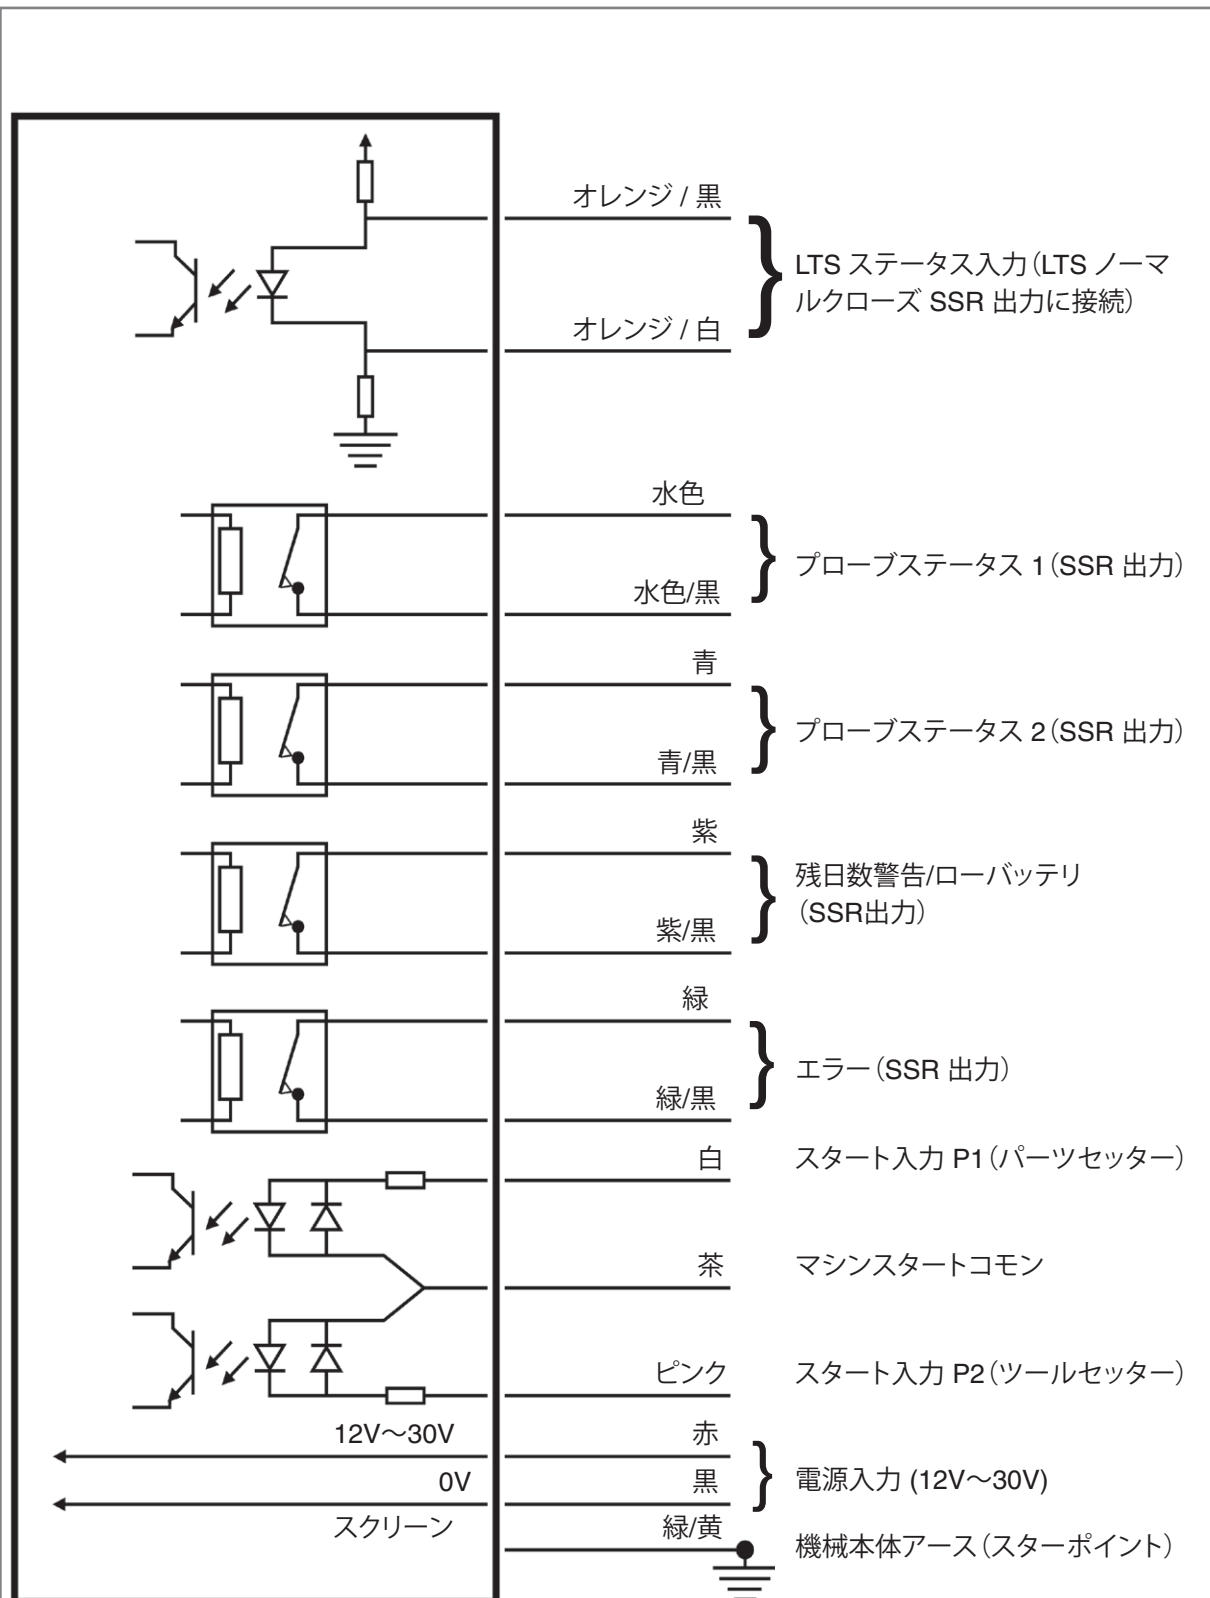 オレンジ / 黒
LTS ステータス入力（LTS ノーマ
ルクローズ SSR 出力に接続）
オレンジ / 白
水色
プローブステータス 1（SSR 出力）
水色/黒
青
プローブステータス 2（SSR 出力）
青/黒
紫
残日数警告/ローバッテリ
（SSR出力）
紫/黒
緑
エラー（SSR 出力）
緑/黒
白 スタート入力 P1（パーツセッター）
茶 マシンスタートコモン
ピンク スタート入力 P2（ツールセッター）
12V～30V 赤
0V 黒
電源入力 (12V～30V)
スクリーン 緑/黄
機械本体アース（スターポイント）